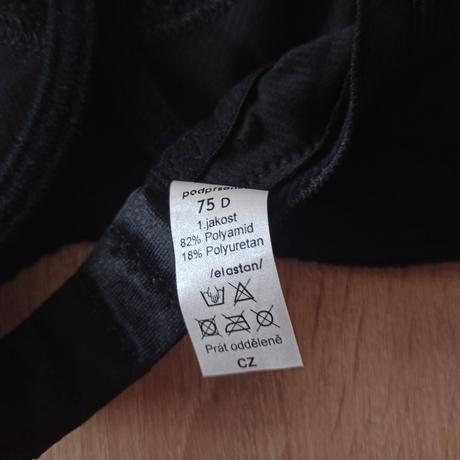 75 D
1.jakost
82% Polyamid
18% Polyuretan
/elastan/
Prát odděleně
CZ